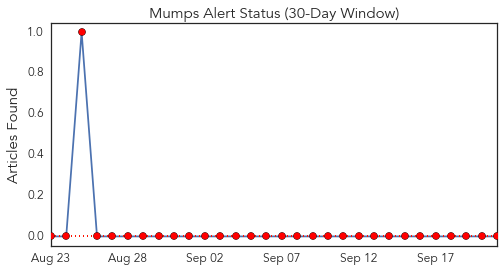 Mumps Alert Status (30-Day Window)
Articles Found
1.0
0.8
0.6
0.4
0.2
0.0
Aug 23 Aug 28 Sep 02 Sep 07 Sep 12 Sep 17